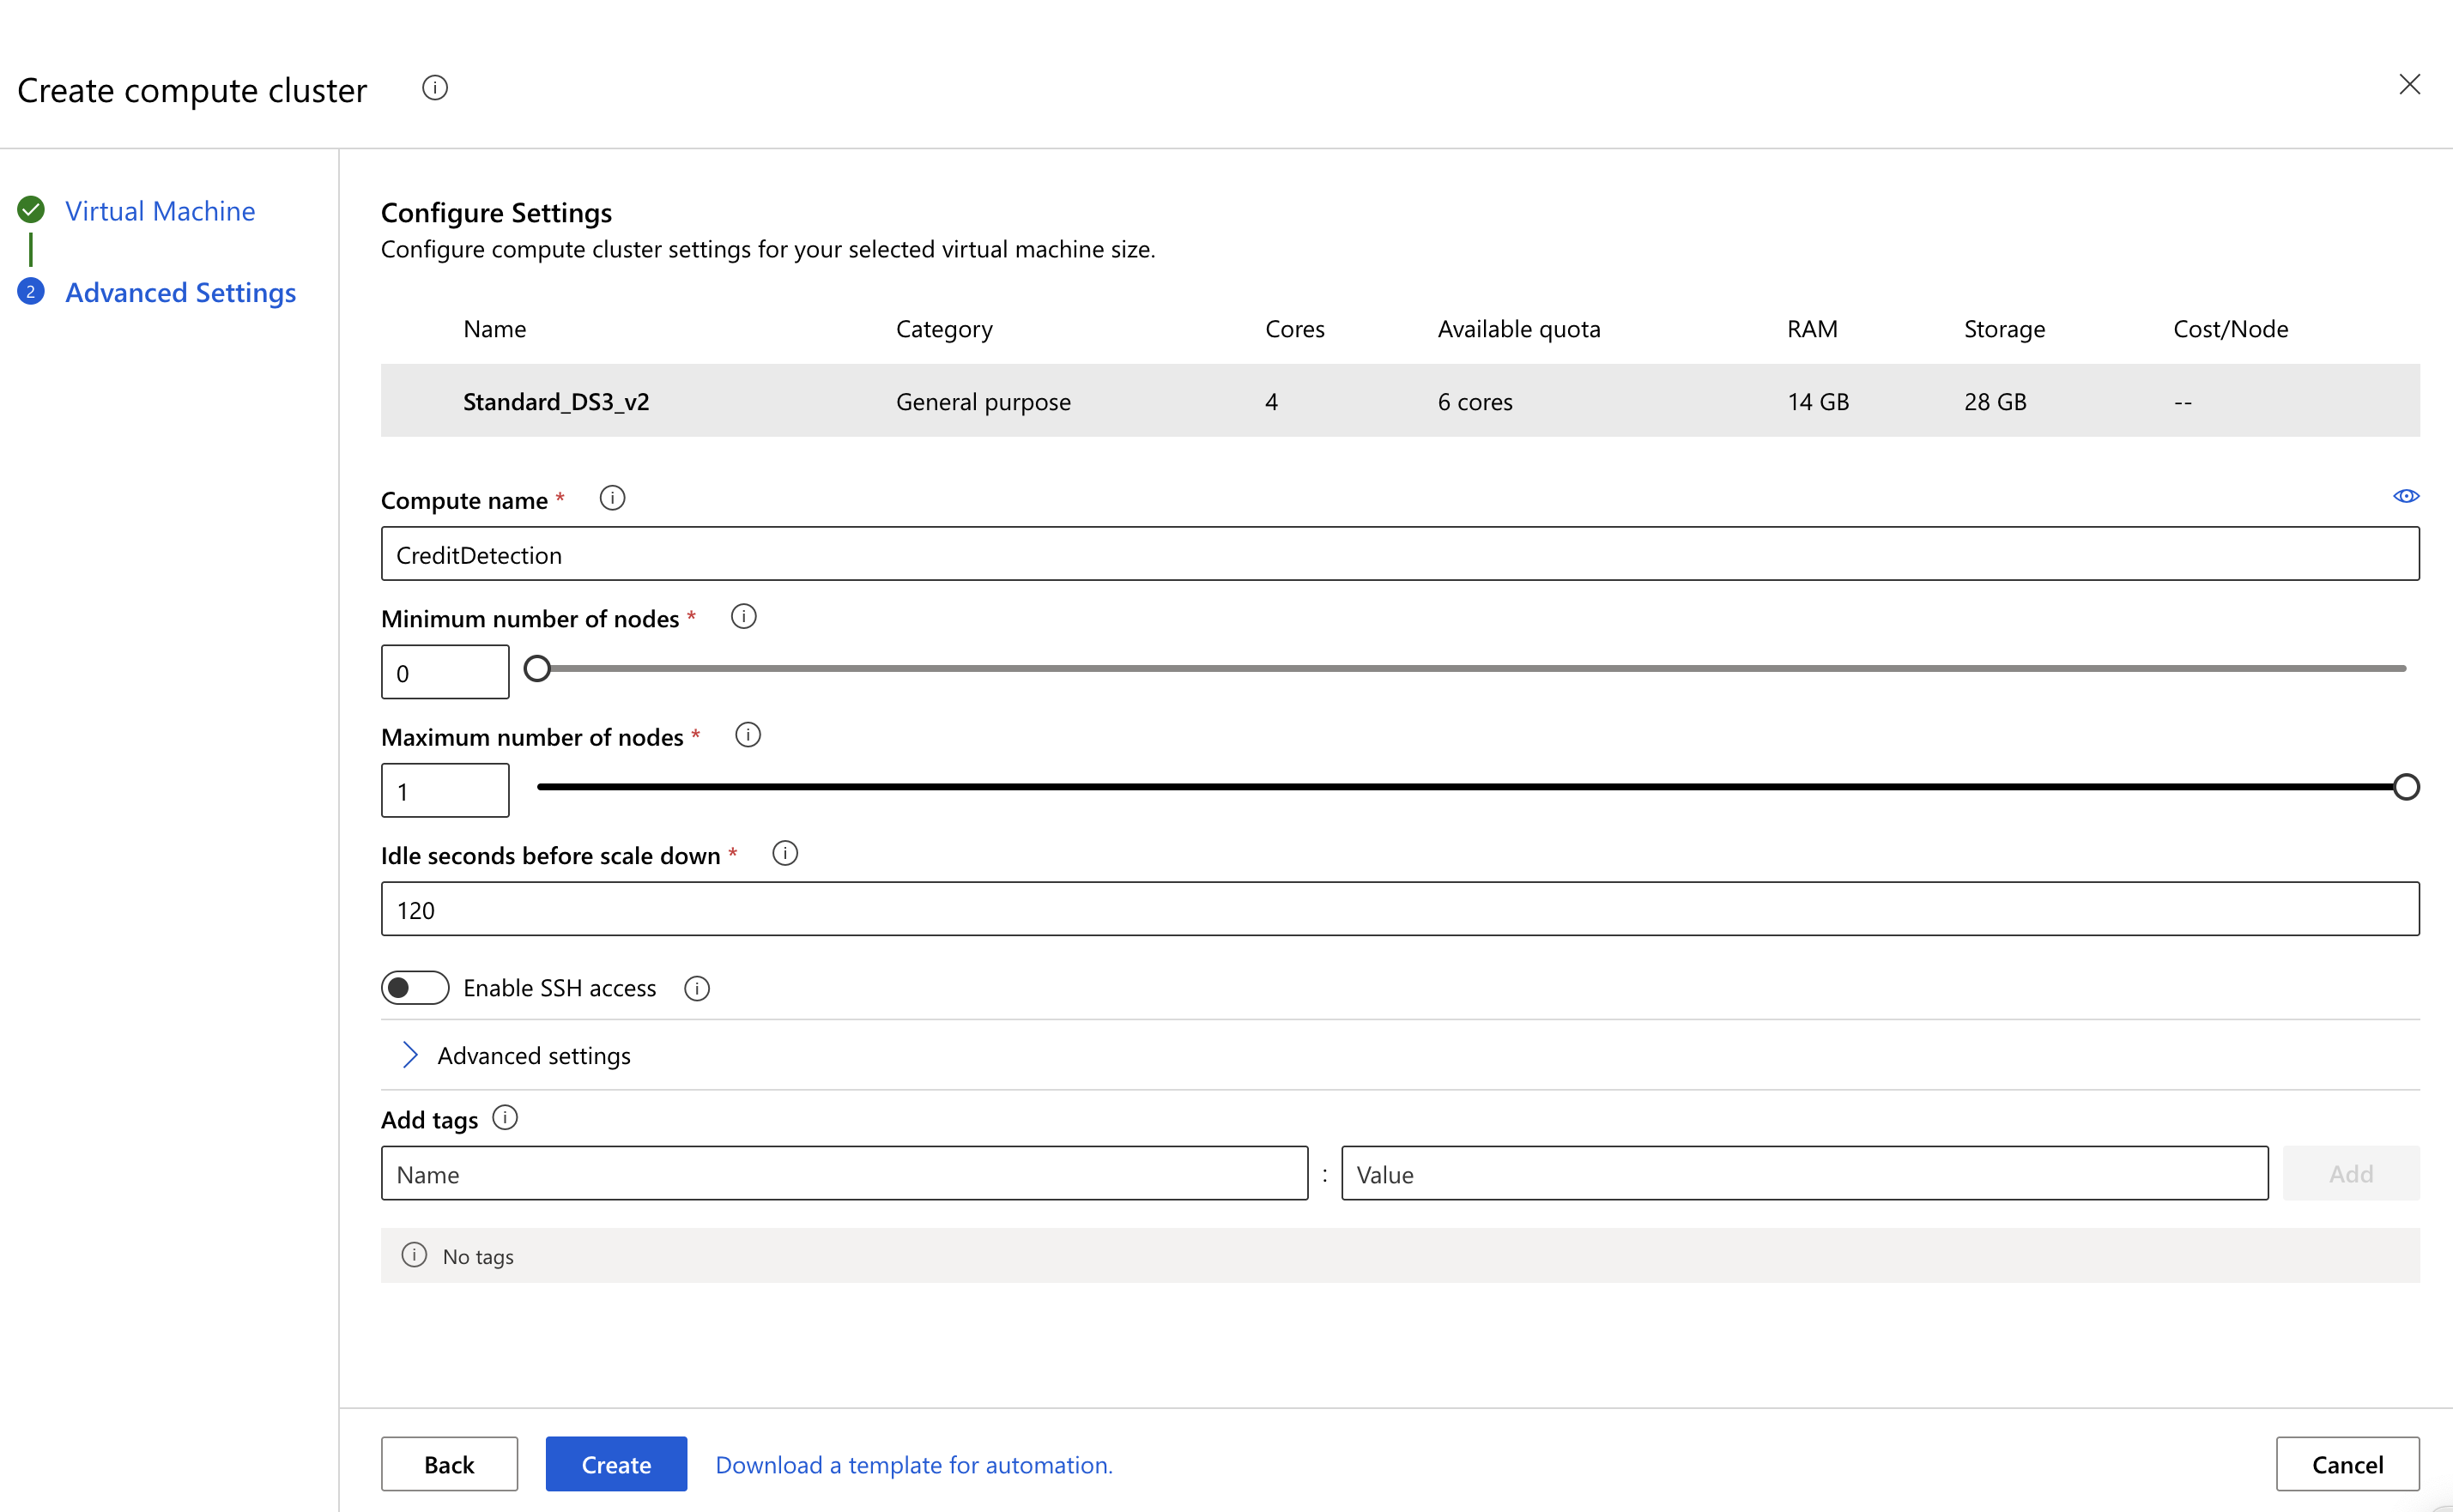 Create compute cluster
Virtual Machine
2 Advanced Settings
Configure Settings
Configure compute cluster settings for your selected virtual machine size.
Name Category Cores Available quota RAM Storage Cost/Node
Standard_DS3_v2 General purpose 4 6 cores 14 GB 28 GB --
Compute name *
CreditDetection
Minimum number of nodes *
0
Maximum number of nodes *
1
Idle seconds before scale down *
120
Enable SSH access
Advanced settings
Add tags
Name : Value Add
No tags
Back Create Download a template for automation. Cancel